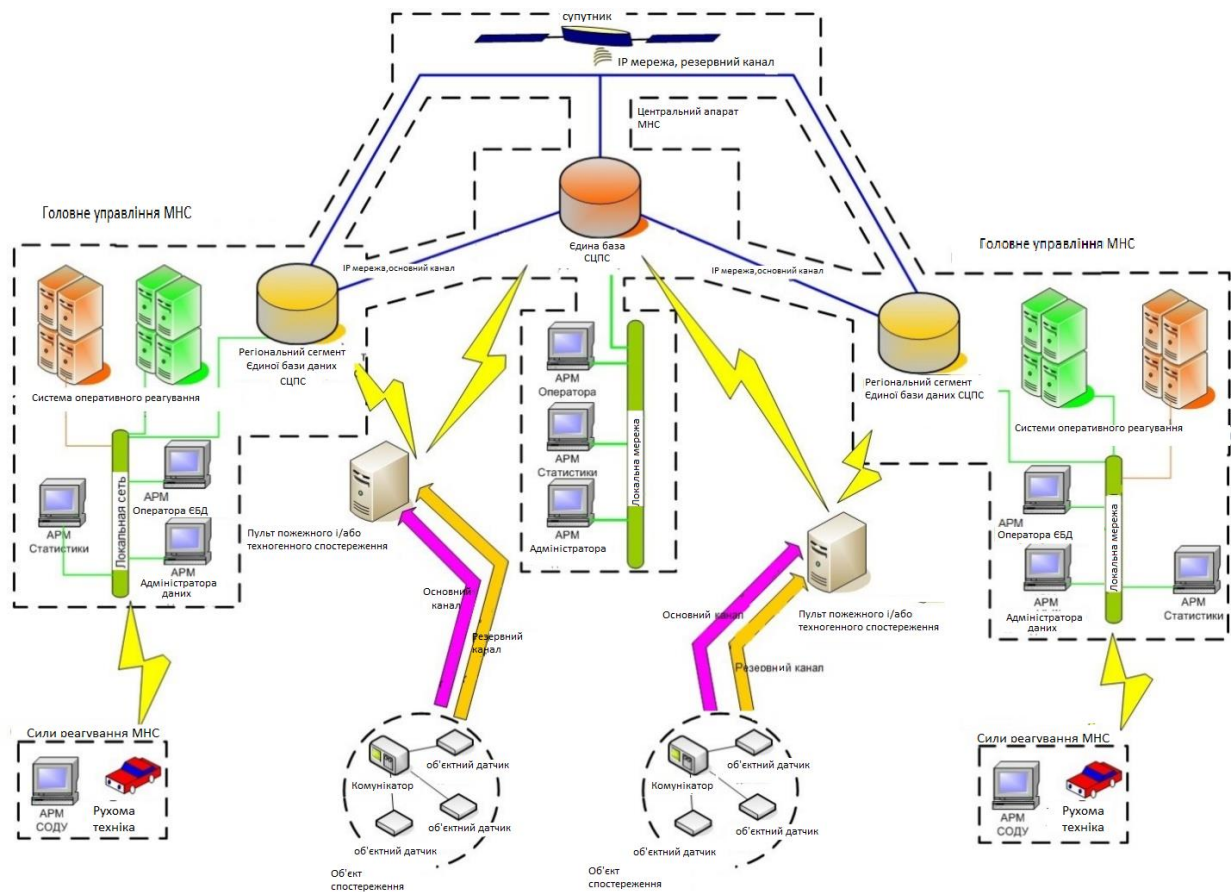 супутник
IP мережа, резервний канал
Центральний апарат
МНС
Головне управління МНС
Головне управління МНС
Єдина база
СЦПС
IP мережа,основний канал
IP мережа,основний канал
Регіональний сегмент
Єдиної бази даних
СЦПС
Регіональний сегмент
Єдиної бази даних СЦПС
Система оперативного реагування
Системи оперативного реагування
АРМ
Оператора
АРМ
Статистики
АРМ
Адміністратора
Локальна мережа
Локальная сеть
АРМ
Статистики
АРМ
Оператора ЄБД
АРМ
Адміністратора
даних
Пульт пожежного і/або
техногенного спостереження
АРМ
Оператора ЄБД
АРМ
Адміністратора
даних
Локальна мережа
АРМ
Статистики
Пульт пожежного і/або
техногенного спостереження
Основний
канал
Резервний
канал
Основний канал
Резервний канал
Сили реагування МНС
АРМ
СОДУ
Рухома
техніка
Комунікатор
об'єктний датчик
об'єктний датчик
об'єктний датчик
Об'єкт
спостереження
Комунікатор
об'єктний датчик
об'єктний датчик
об'єктний датчик
Об'єкт
спостереження
Сили реагування МНС
АРМ
СОДУ
Рухома
техніка